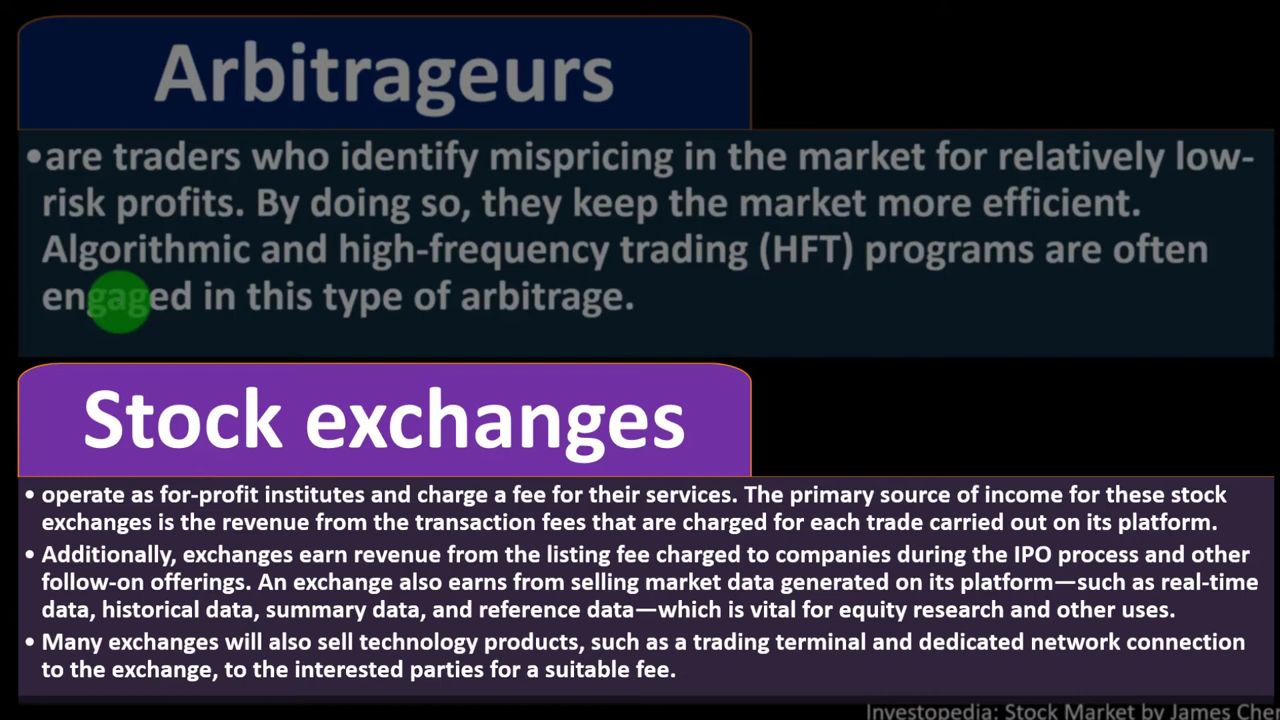 Arbitrageurs
•are traders who identify mispricing in the market for relatively low-
risk profits. By doing so, they keep the market more efficient.
Algorithmic and high-frequency trading (HFT) programs are often
engaged in this type of arbitrage.
Stock exchanges
• operate as for-profit institutes and charge a fee for their services. The primary source of income for these stock
exchanges is the revenue from the transaction fees that are charged for each trade carried out on its platform.
• Additionally, exchanges earn revenue from the listing fee charged to companies during the IPO process and other
follow-on offerings. An exchange also earns from selling market data generated on its platform—such as real-time
data, historical data, summary data, and reference data—which is vital for equity research and other uses.
• Many exchanges will also sell technology products, such as a trading terminal and dedicated network connection
to the exchange, to the interested parties for a suitable fee.
Investopedia: Stock Market by James Chen